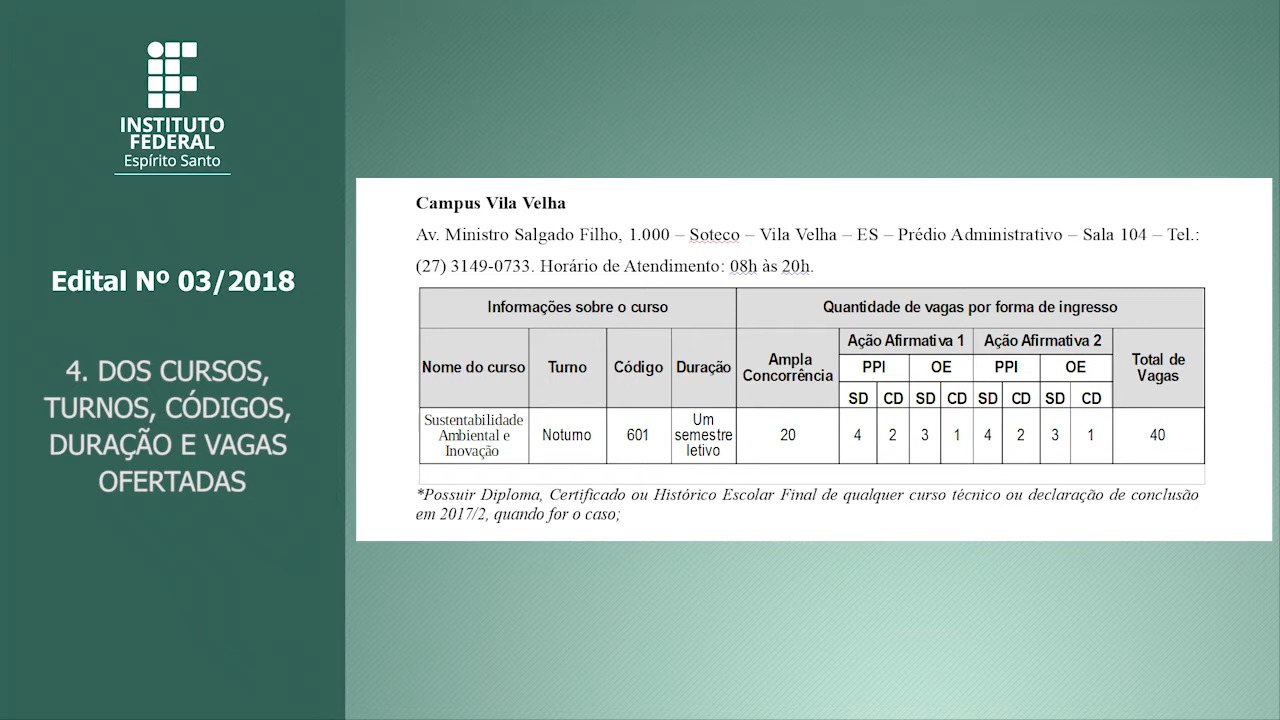 INSTITUTO
FEDERAL
Espírito Santo
Edital Nº 03/2018
4. DOS CURSOS,
TURNOS, CÓDIGOS,
DURAÇÃO E VAGAS
OFERTADAS
Campus Vila Velha
Av. Ministro Salgado Filho, 1.000 – Soteco – Vila Velha – ES – Prédio Administrativo – Sala 104 – Tel.:
(27) 3149-0733. Horário de Atendimento: 08h às 20h.
Informações sobre o curso Quantidade de vagas por forma de ingresso
Nome do curso Turno Código Duração Ampla Concorrência Ação Afirmativa 1 Ação Afirmativa 2 Total de Vagas
PPI OE PPI OE
SD CD SD CD SD CD SD CD
Sustentabilidade Ambiental e Inovação Noturno 601 Um semestre letivo 20 4 2 3 1 4 2 3 1 40
*Possuir Diploma, Certificado ou Histórico Escolar Final de qualquer curso técnico ou declaração de conclusão
em 2017/2, quando for o caso;